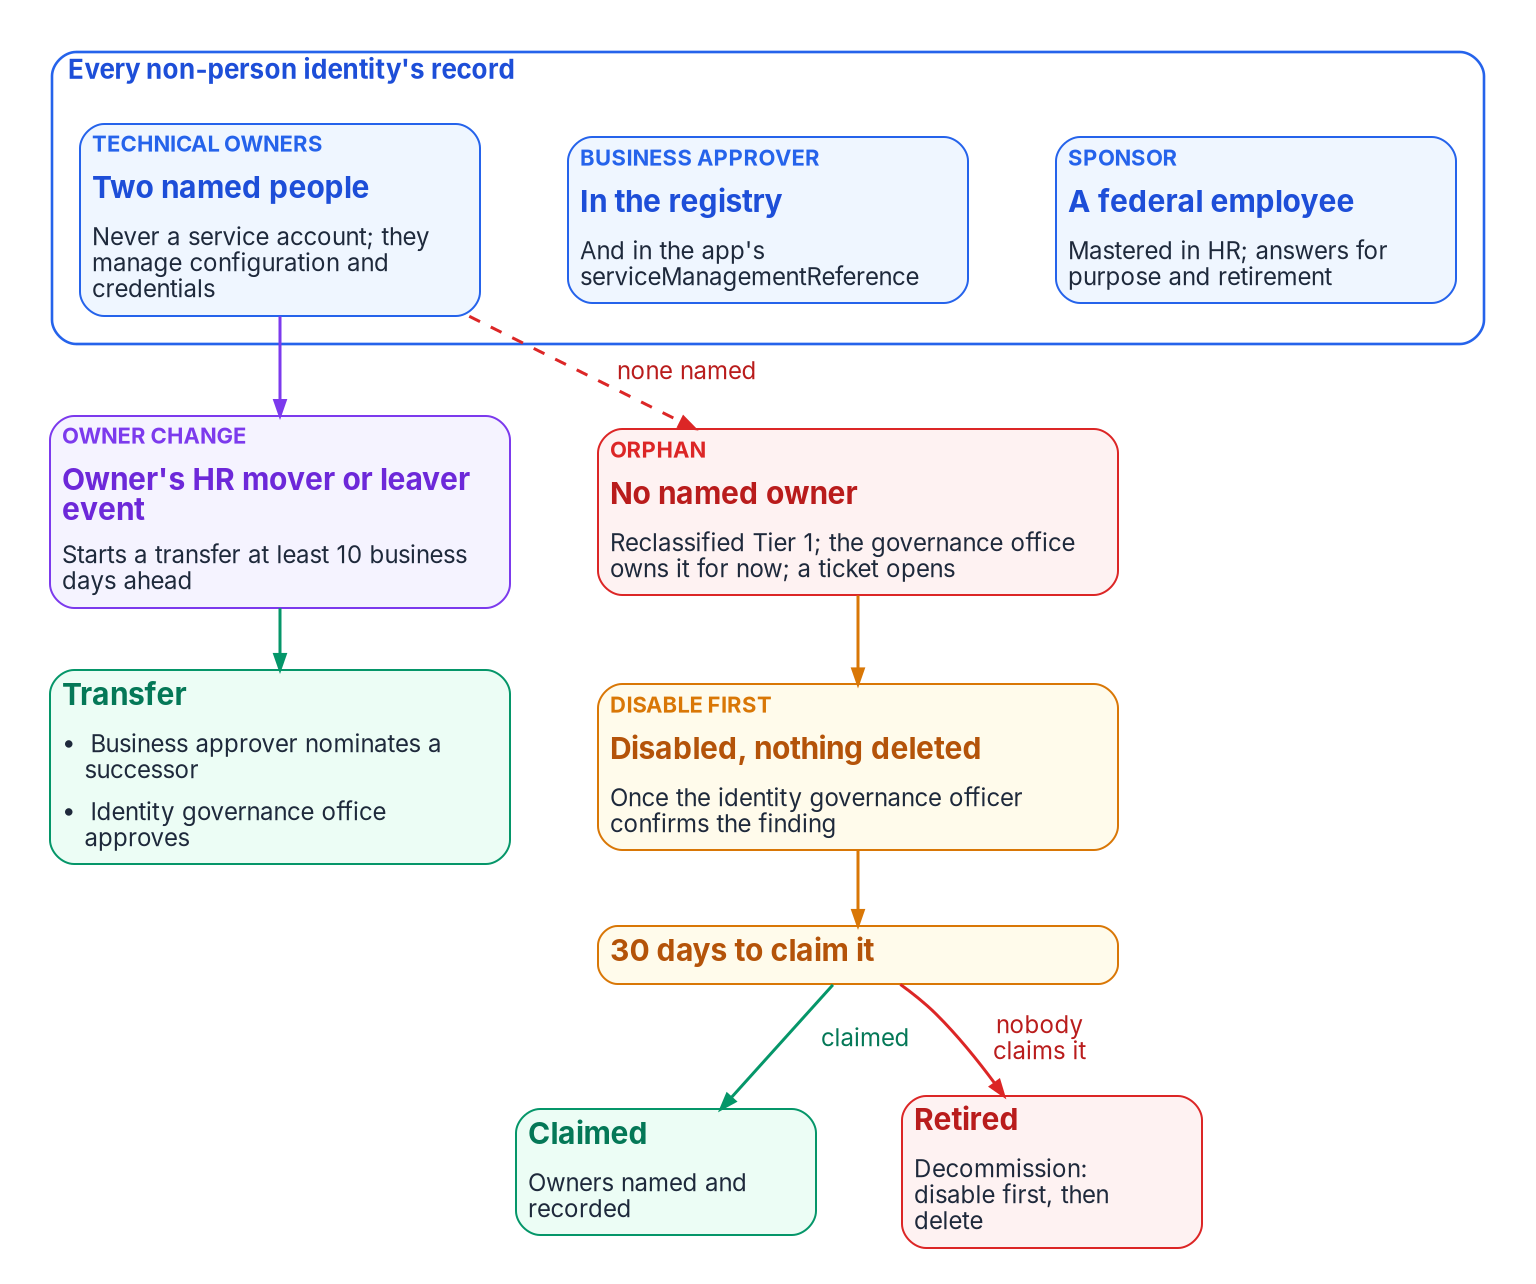 Every non-person identity's record
TECHNICAL OWNERS
Two named people
Never a service account; they
manage configuration and
credentials
BUSINESS APPROVER
In the registry
And in the app's
serviceManagementReference
SPONSOR
A federal employee
Mastered in HR; answers for
purpose and retirement
none named
OWNER CHANGE
Owner's HR mover or leaver
event
Starts a transfer at least 10 business
days ahead
ORPHAN
No named owner
Reclassified Tier 1; the governance office
owns it for now; a ticket opens
Transfer
• Business approver nominates a
successor
• Identity governance office
approves
DISABLE FIRST
Disabled, nothing deleted
Once the identity governance officer
confirms the finding
30 days to claim it
claimed
nobody
claims it
Claimed
Owners named and
recorded
Retired
Decommission:
disable first, then
delete